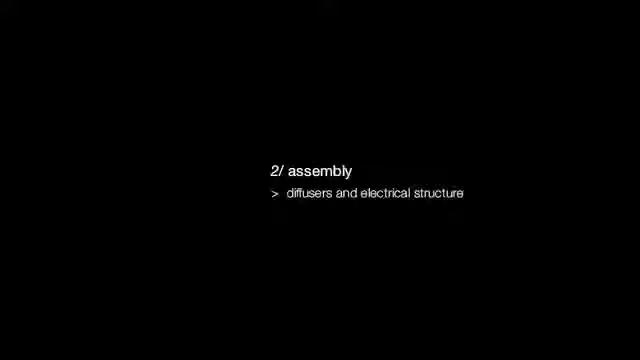 2/ assembly
> diffusers and electrical structure